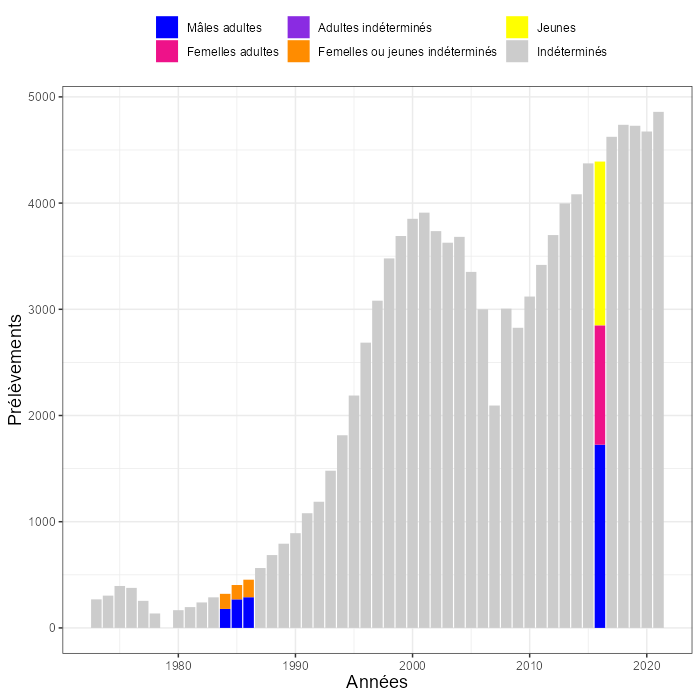 Mâles adultes
Adultes indéterminés
Jeunes
Femelles adultes
Femelles ou jeunes indéterminés
Indéterminés
Prélèvements
5000
4000
3000
2000
1000
0
1980
1990
2000
2010
2020
Années